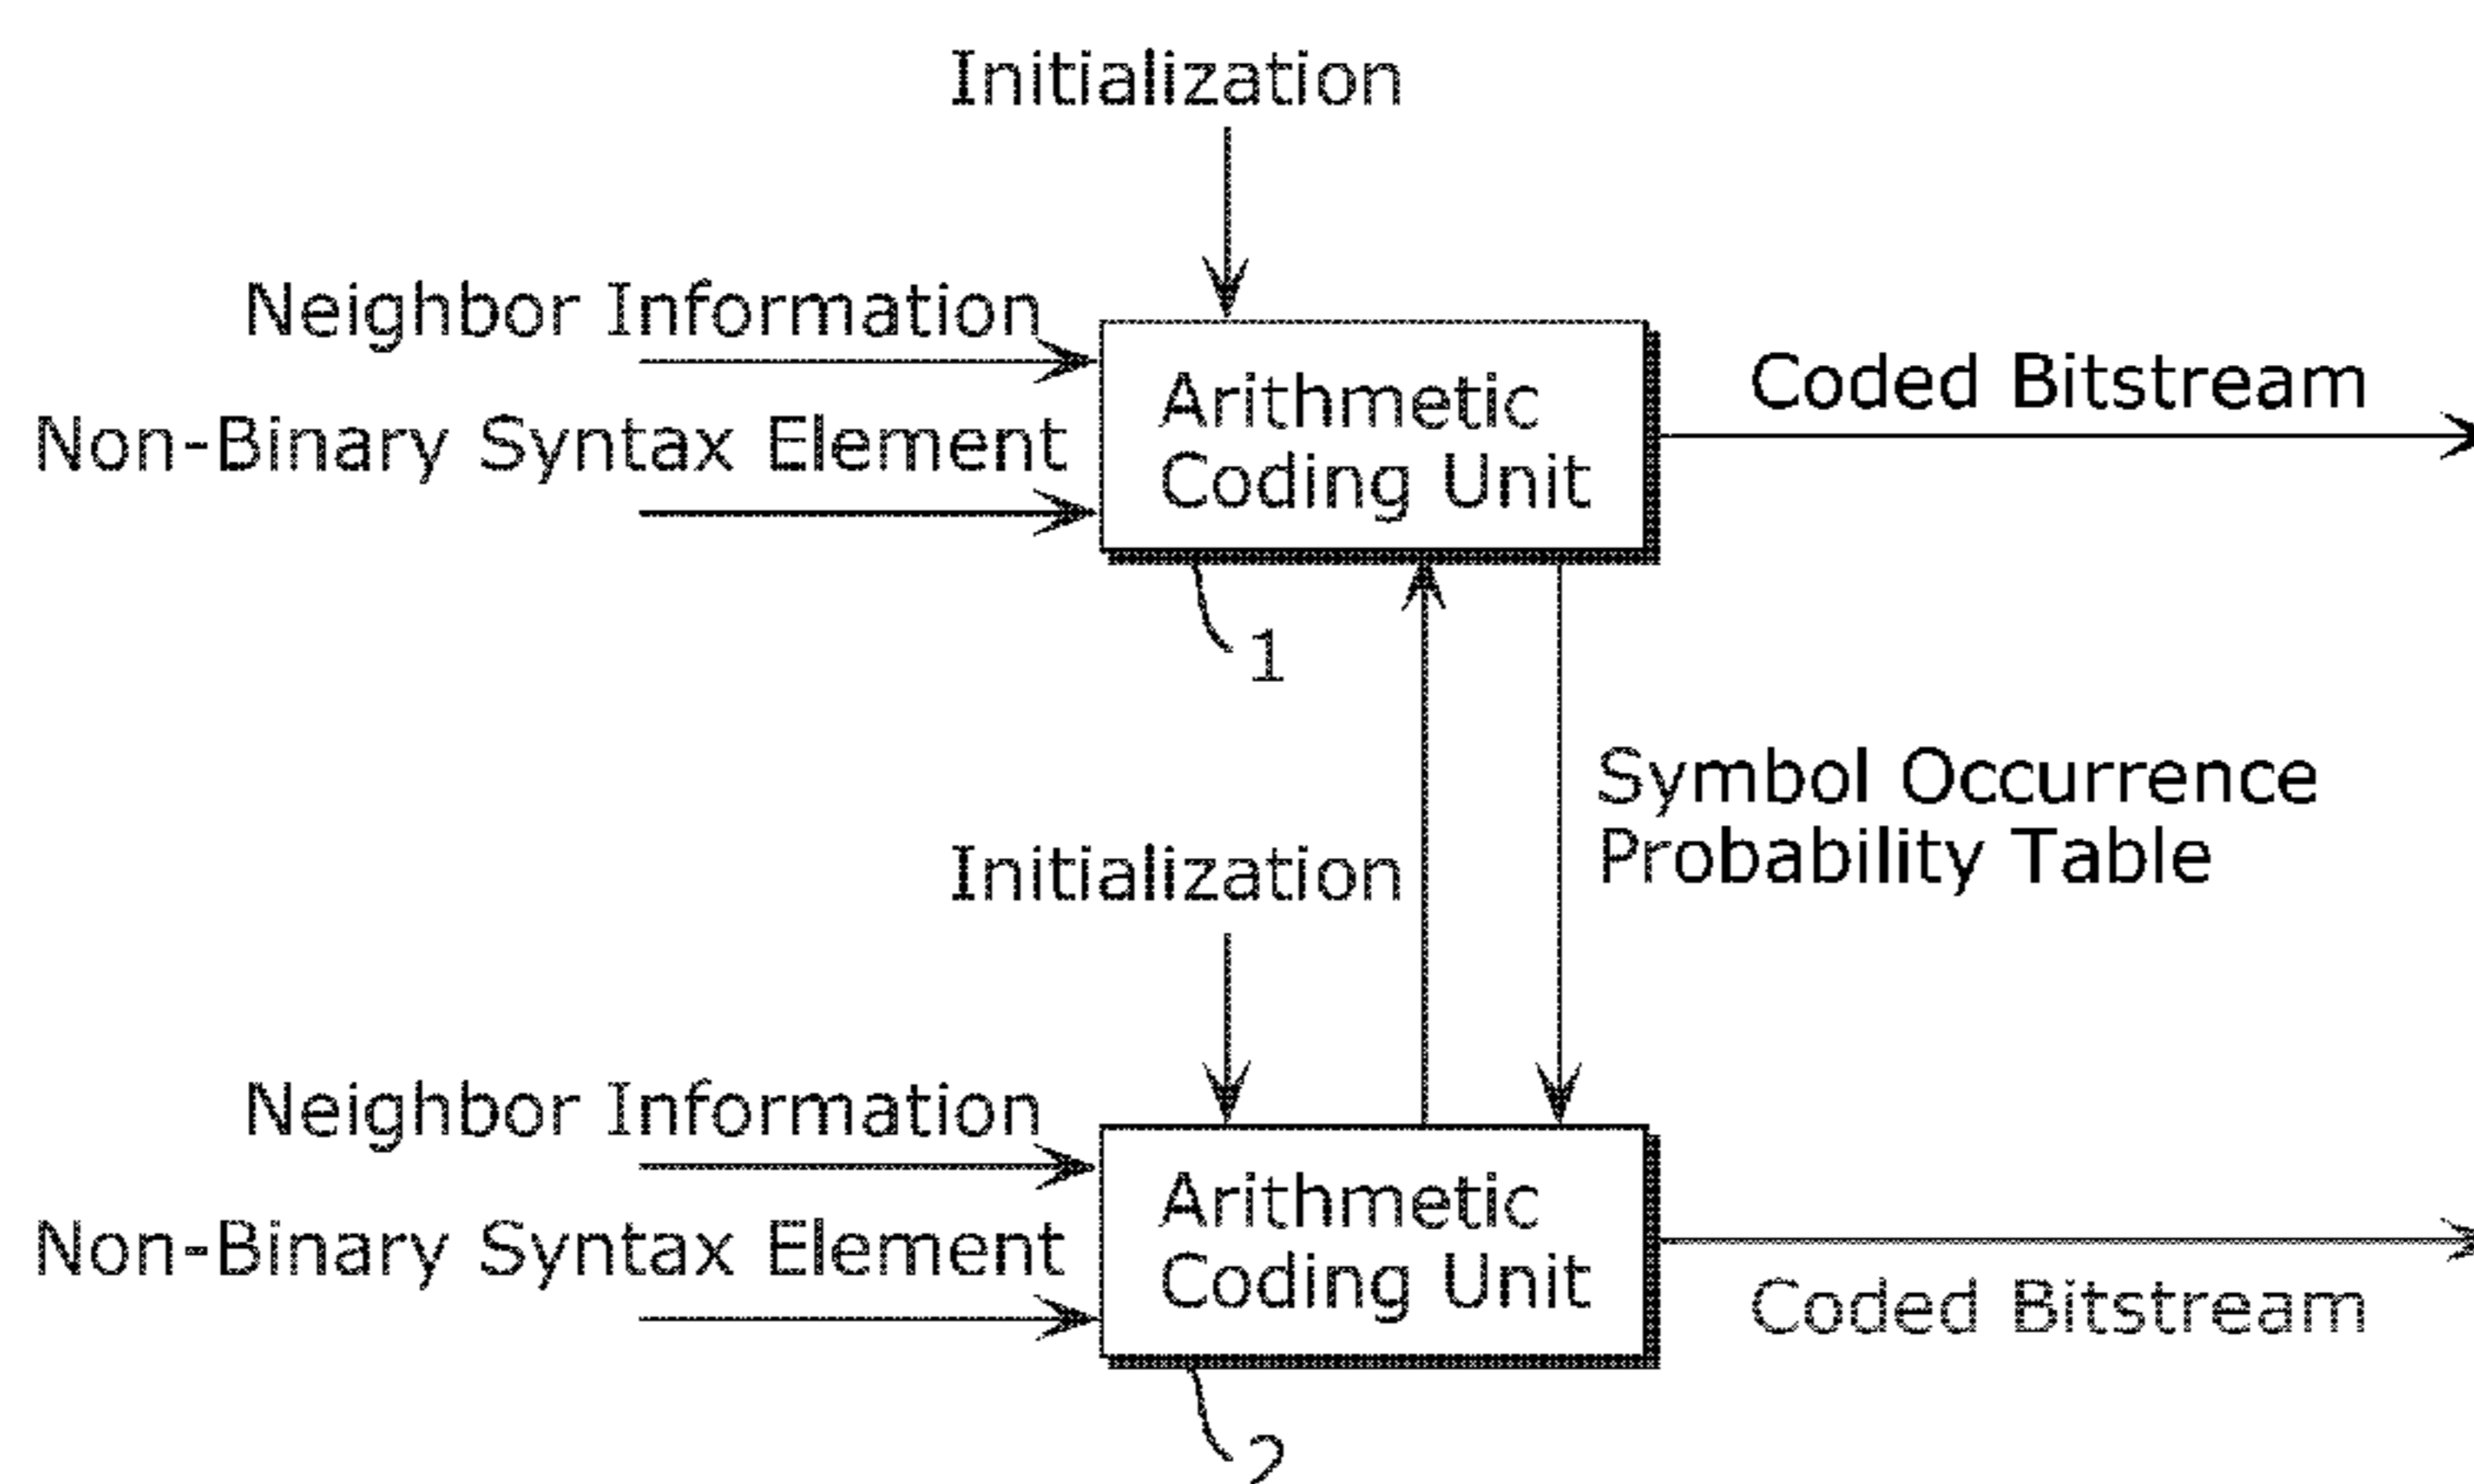 Initialization
Neighbor Information
Non-Binary Syntax Element
Arithmetic
Coding Unit
Coded Bitstream
1
Symbol Occurrence
Probability Table
Initialization
Neighbor Information
Non-Binary Syntax Element
Arithmetic
Coding Unit
Coded Bitstream
2